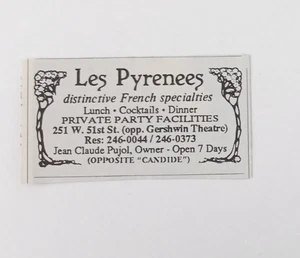 Les Pyrenees
distinctive French specialties
Lunch • Cocktails • Dinner
PRIVATE PARTY FACILITIES
251 W. 51st St. (opp. Gershwin Theatre)
Res: 246-0044 / 246-0373
Jean Claude Pujol, Owner - Open 7 Days
(OPPOSITE "CANDIDE")